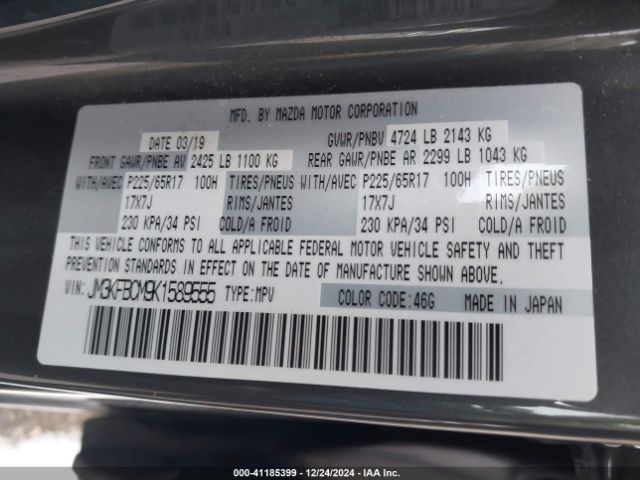 MFD. BY MAZDA MOTOR CORPORATION
DATE 03/19 GVWR/PNBV 4724 LB 2143 KG
FRONT GAWR/PNBE AV 2425 LB 1100 KG REAR GAWR/PNBE AR 2299 LB 1043 KG
WITH/AVEC P225/65R17 100H TIRES/PNEUS WITH/AVEC P225/65R17 100H TIRES/PNEUS
17X7J RIMS/JANTES 17X7J RIMS/JANTES
230 KPA/34 PSI COLD/A FROID 230 KPA/34 PSI COLD/A FROID
THIS VEHICLE CONFORMS TO ALL APPLICABLE FEDERAL MOTOR VEHICLE SAFETY AND THEFT
PREVENTION STANDARDS IN EFFECT ON THE DATE OF MANUFACTURE SHOWN ABOVE.
VIN: JM3KFBCM9K1589555 TYPE:MPV COLOR CODE:46G MADE IN JAPAN
000-41185399 | 12/24/2024 - IAA Inc.